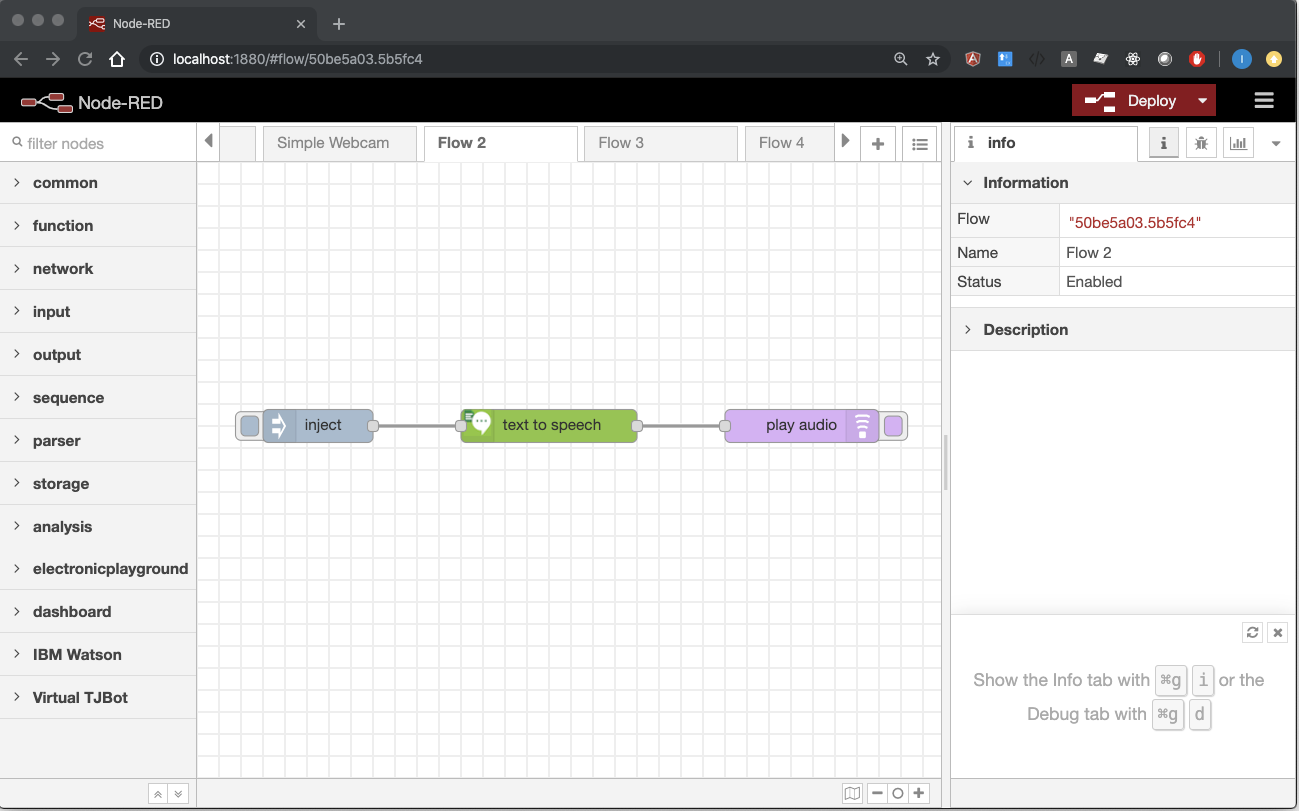 Node-RED
localhost:1880/#flow/50be5a03.5b5fc4
A
I
Node-RED
Deploy
filter nodes
Simple Webcam
Flow 2
Flow 3
Flow 4
i info
i
common
function
network
input
output
sequence
parser
storage
analysis
electronicplayground
dashboard
IBM Watson
Virtual TJBot
inject
text to speech
play audio
Information
Flow "50be5a03.5b5fc4"
Name Flow 2
Status Enabled
Description
Show the Info tab with ⌘g i or the
Debug tab with ⌘g d